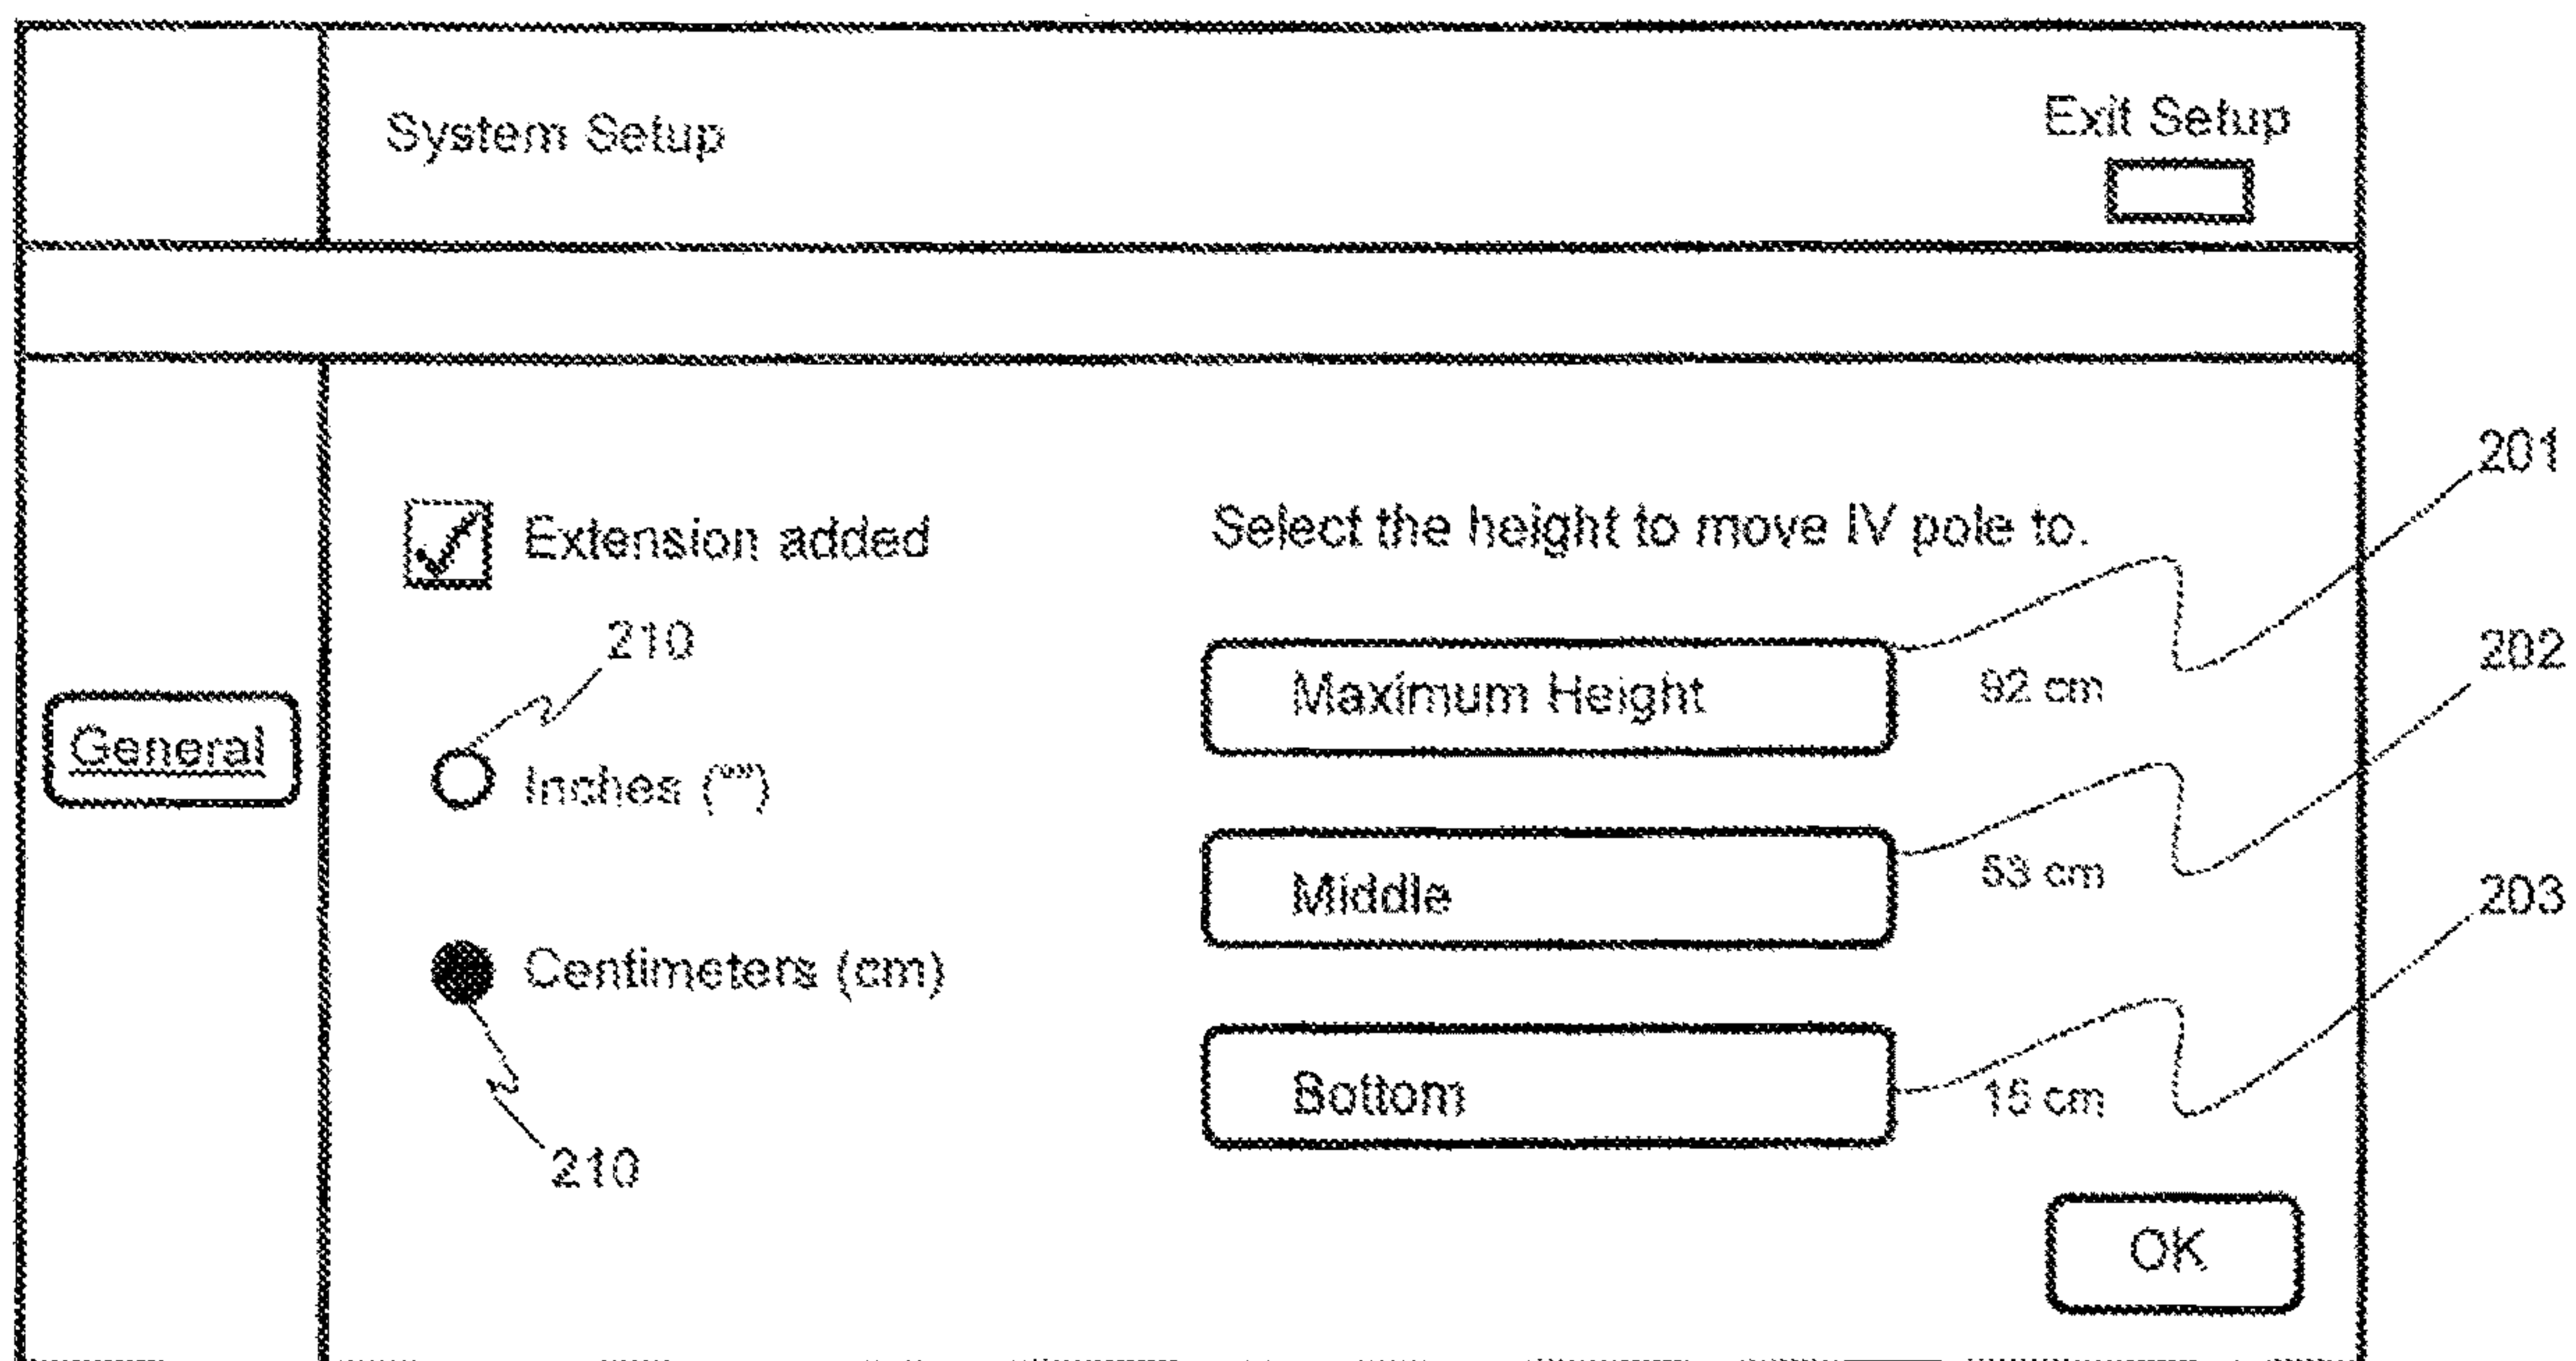 System Setup
Exit Setup
Extension added
Select the height to move IV pole to.
201
210
Maximum Height
92 cm
202
General
Inches ("")
Middle
53 cm
203
Centimeters (cm)
Bottom
15 cm
210
OK